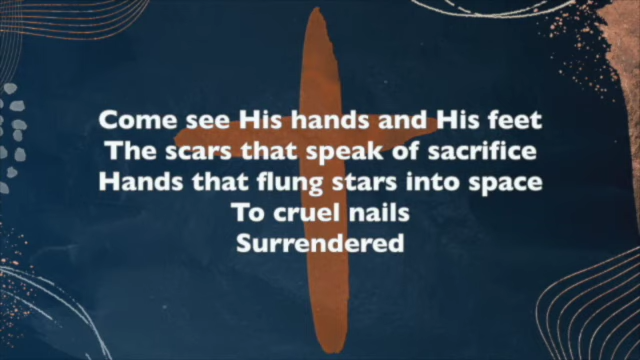 Come see His hands and His feet
The scars that speak of sacrifice
Hands that flung stars into space
To cruel nails
Surrendered